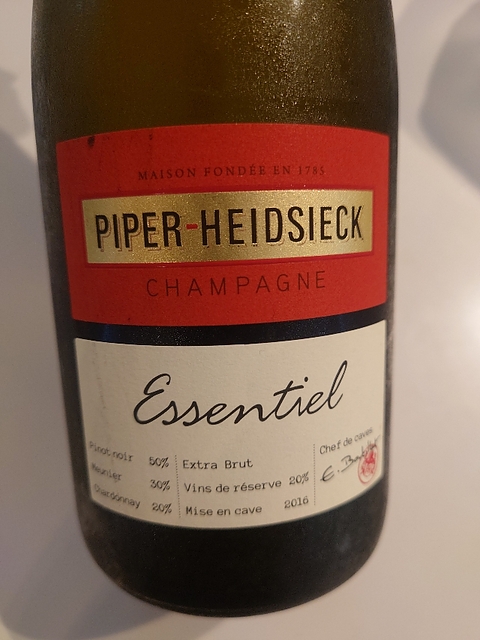 MAISON FONDÉE EN 1785
PIPER-HEIDSIECK
CHAMPAGNE
Essentiel
Pinot noir 50%
Meunier 30%
Chardonnay 20%
Extra Brut
Vins de réserve 20%
Mise en cave 2016
Chef de caves